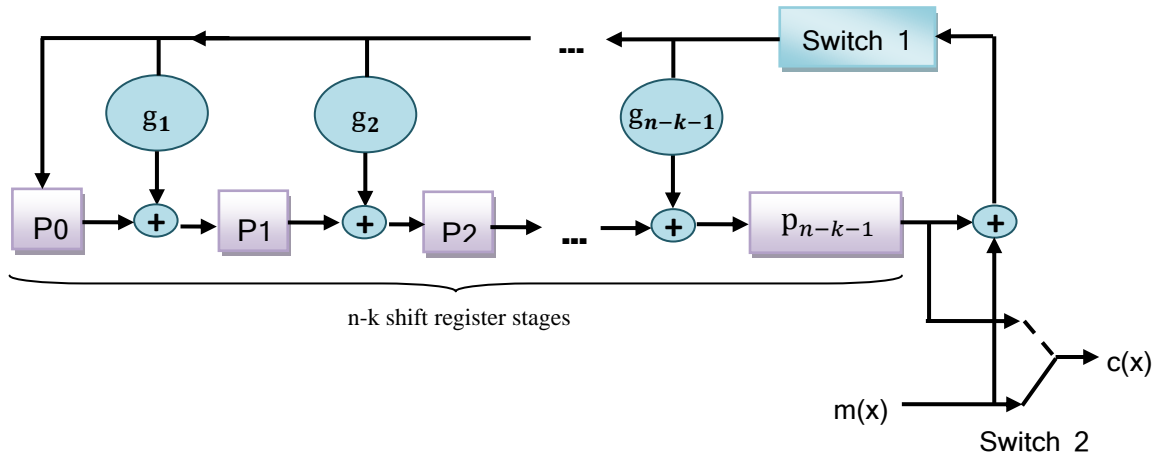 Switch 1
...
g₁
g₂
gₙ₋ₖ₋₁
P0
+
P1
+
P2
...
+
pₙ₋ₖ₋₁
+
n-k shift register stages
c(x)
m(x)
Switch 2